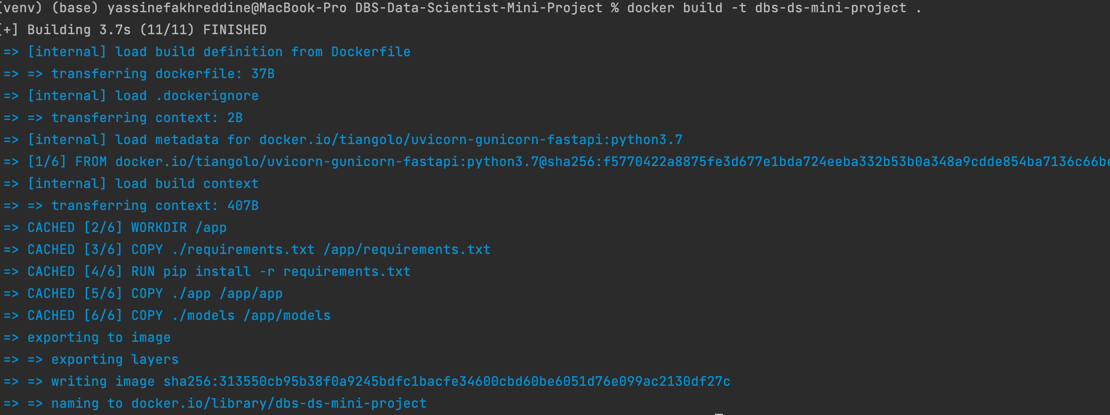 (venv) (base) yassinefakhreddine@MacBook-Pro DBS-Data-Scientist-Mini-Project % docker build -t dbs-ds-mini-project .
[+] Building 3.7s (11/11) FINISHED
=> [internal] load build definition from Dockerfile
=> => transferring dockerfile: 37B
=> [internal] load .dockerignore
=> => transferring context: 2B
=> [internal] load metadata for docker.io/tiangolo/uvicorn-gunicorn-fastapi:python3.7
=> [1/6] FROM docker.io/tiangolo/uvicorn-gunicorn-fastapi:python3.7@sha256:f5770422a8875fe3d677e1bda724eeba332b53b0a348a9cdde854ba7136c66be
=> [internal] load build context
=> => transferring context: 407B
=> CACHED [2/6] WORKDIR /app
=> CACHED [3/6] COPY ./requirements.txt /app/requirements.txt
=> CACHED [4/6] RUN pip install -r requirements.txt
=> CACHED [5/6] COPY ./app /app/app
=> CACHED [6/6] COPY ./models /app/models
=> exporting to image
=> => exporting layers
=> => writing image sha256:313550cb95b38f0a9245bdfc1bacfe34600cbd60be6051d76e099ac2130df27c
=> => naming to docker.io/library/dbs-ds-mini-project